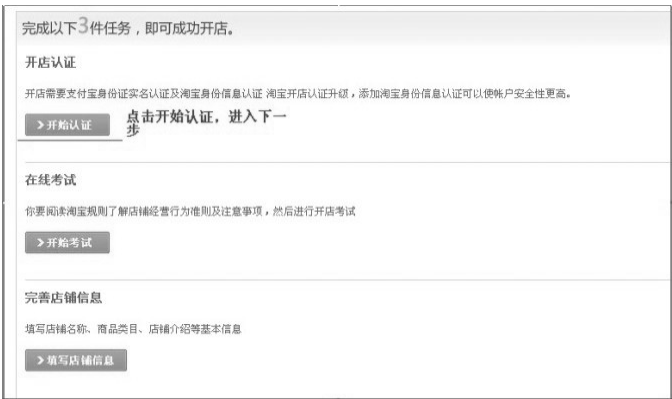 完成以下3件任务，即可成功开店。
开店认证
开店需要支付宝身份证实名认证及淘宝身份信息认证 淘宝开店认证升级，添加淘宝身份信息认证可以使帐户安全性更高。
>开始认证
点击开始认证，进入下一
步
在线考试
你要阅读淘宝规则了解店铺经营行为准则及注意事项，然后进行开店考试
>开始考试
完善店铺信息
填写店铺名称、商品类目、店铺介绍等基本信息
>填写店铺信息